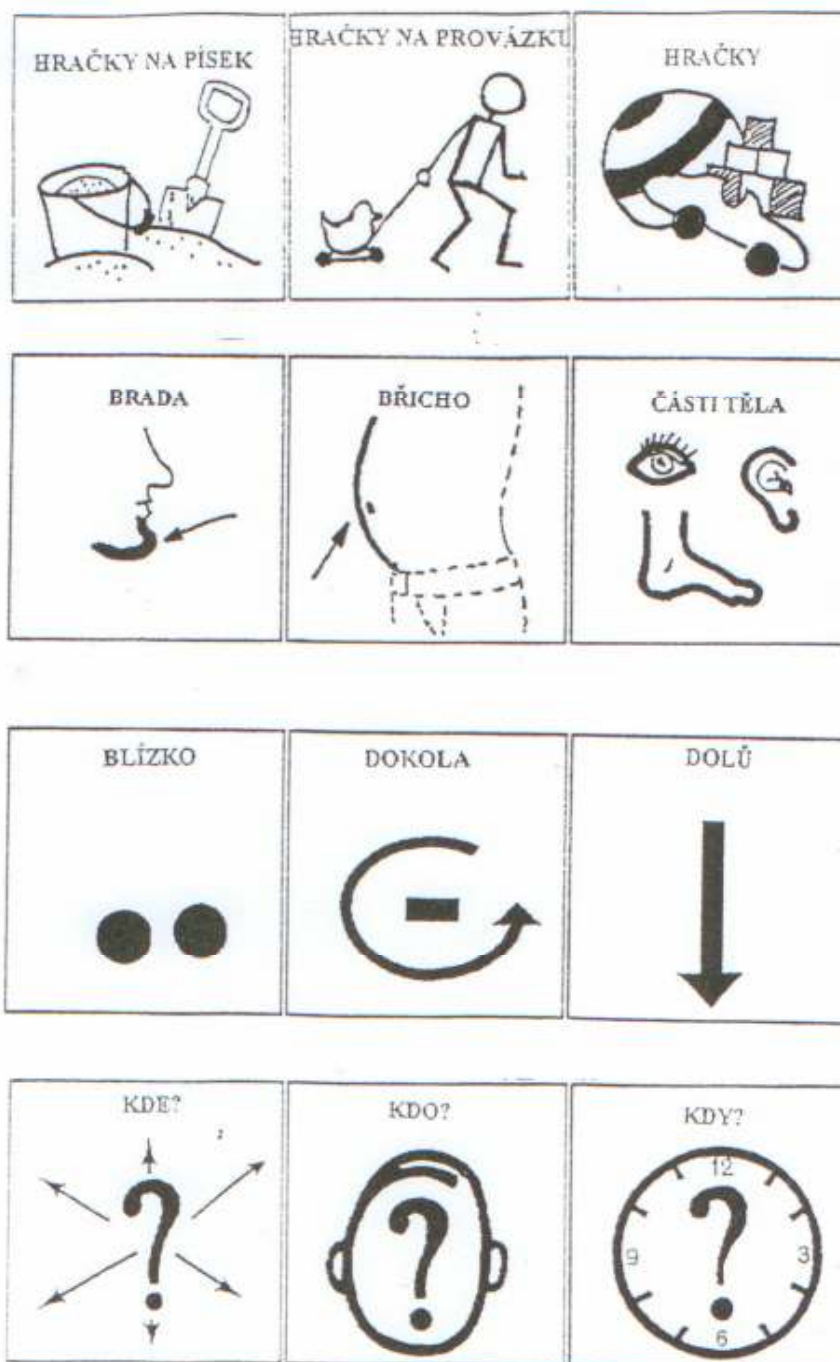 HRAČKY NA PÍSEK
HRAČKY NA PROVÁZKU
HRAČKY
BRADA
BŘICHO
ČÁSTI TĚLA
BLÍZKO
DOKOLA
DOLŮ
KDE?
KDO?
KDY?
?
?
?
12
9
3
6